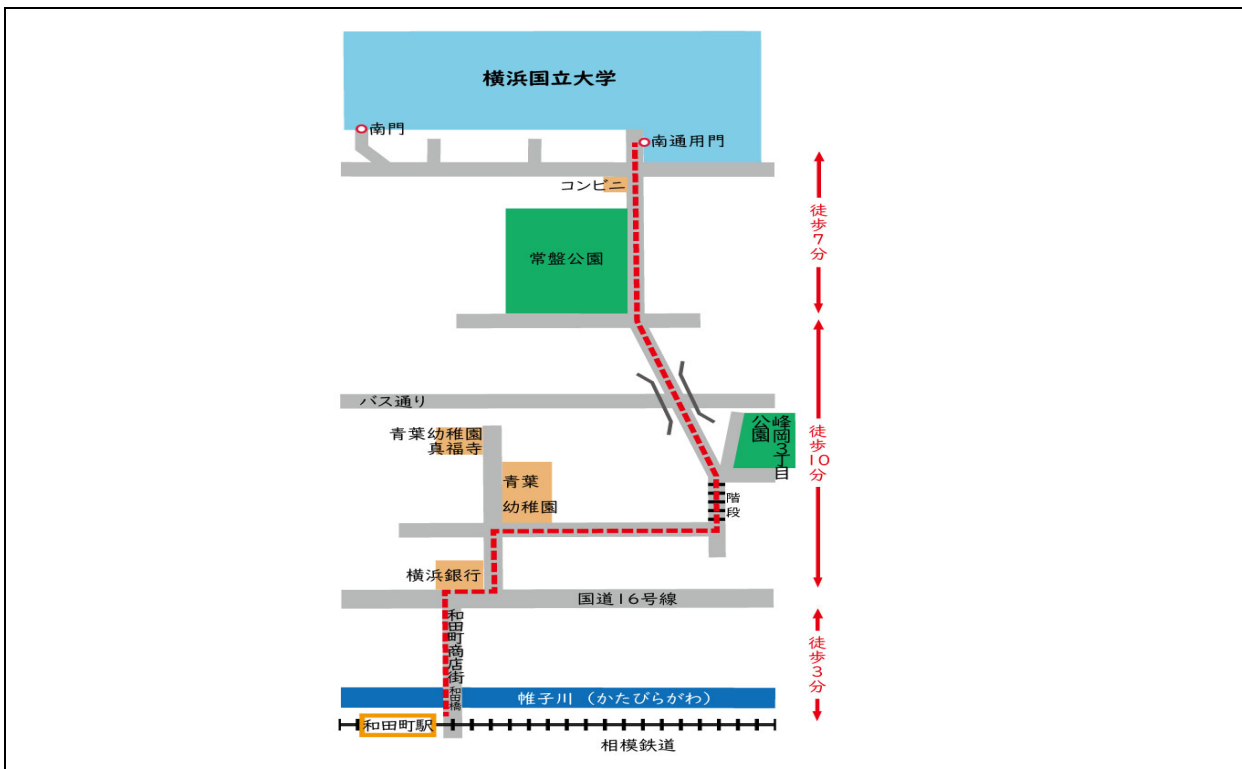 横浜国立大学
南門
南通用門
コンビニ
徒歩7分
常盤公園
バス通り
峰岡3丁目
公園
徒歩10分
青葉幼稚園
真福寺
青葉
幼稚園
階段
横浜銀行
国道16号線
和田町商店街
徒歩3分
和田橋
帷子川（かたびらがわ）
和田町駅
相模鉄道